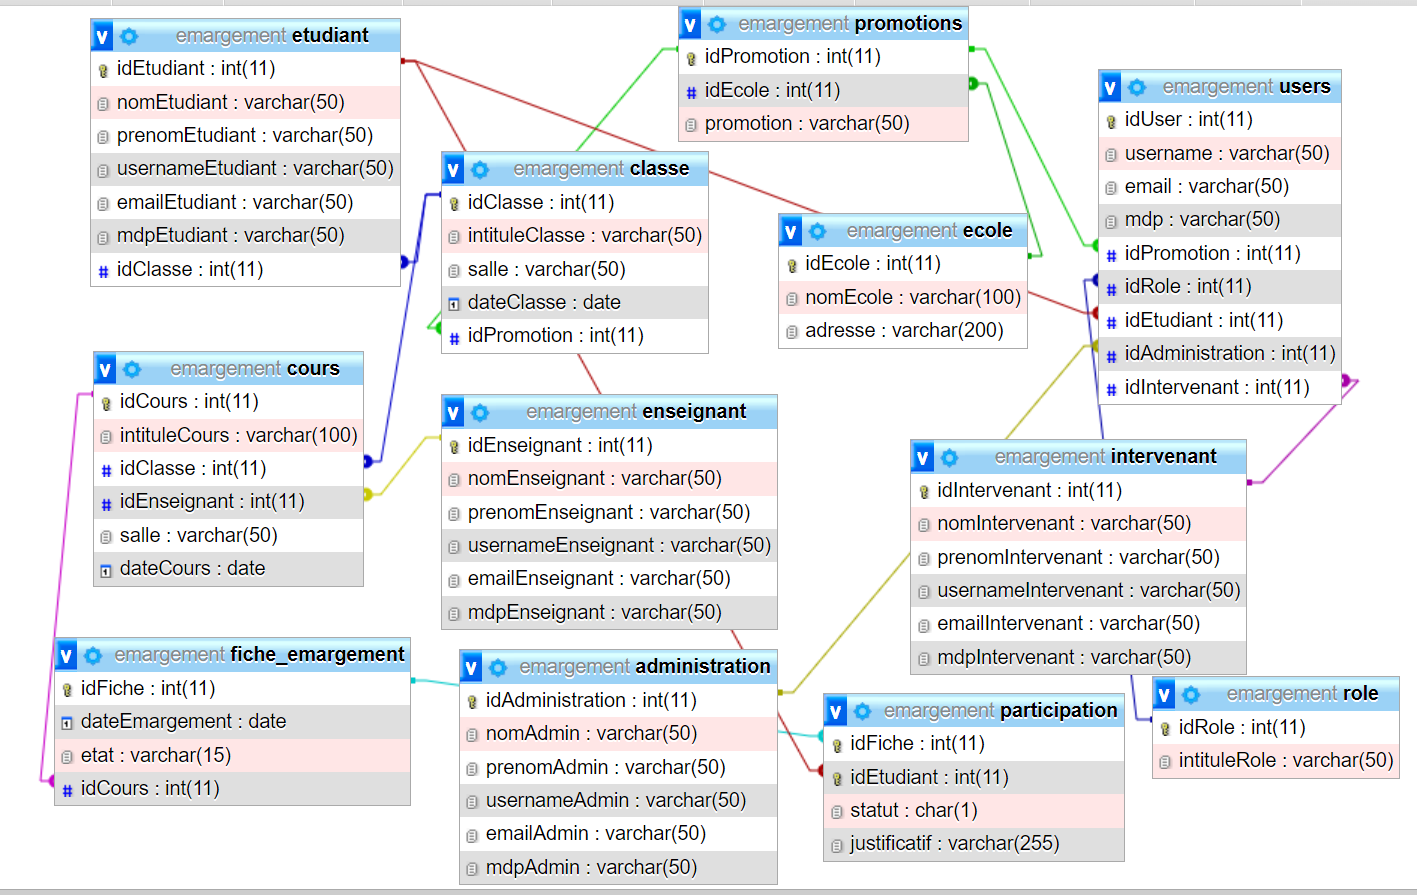 emargement etudiant
idEtudiant : int(11)
nomEtudiant : varchar(50)
prenomEtudiant : varchar(50)
usernameEtudiant : varchar(50)
emailEtudiant : varchar(50)
mdpEtudiant : varchar(50)
# idClasse : int(11)
emargement promotions
idPromotion : int(11)
# idEcole : int(11)
promotion : varchar(50)
emargement users
idUser : int(11)
username : varchar(50)
email : varchar(50)
mdp : varchar(50)
# idPromotion : int(11)
# idRole : int(11)
# idEtudiant : int(11)
# idAdministration : int(11)
# idIntervenant : int(11)
emargement classe
idClasse : int(11)
intituleClasse : varchar(50)
salle : varchar(50)
dateClasse : date
# idPromotion : int(11)
emargement ecole
idEcole : int(11)
nomEcole : varchar(100)
adresse : varchar(200)
emargement cours
idCours : int(11)
intituleCours : varchar(100)
# idClasse : int(11)
# idEnseignant : int(11)
salle : varchar(50)
dateCours : date
emargement enseignant
idEnseignant : int(11)
nomEnseignant : varchar(50)
prenomEnseignant : varchar(50)
usernameEnseignant : varchar(50)
emailEnseignant : varchar(50)
mdpEnseignant : varchar(50)
emargement intervenant
idIntervenant : int(11)
nomIntervenant : varchar(50)
prenomIntervenant : varchar(50)
usernameIntervenant : varchar(50)
emailIntervenant : varchar(50)
mdpIntervenant : varchar(50)
emargement fiche_emargement
idFiche : int(11)
dateEmargement : date
etat : varchar(15)
# idCours : int(11)
emargement administration
idAdministration : int(11)
nomAdmin : varchar(50)
prenomAdmin : varchar(50)
usernameAdmin : varchar(50)
emailAdmin : varchar(50)
mdpAdmin : varchar(50)
emargement participation
idFiche : int(11)
idEtudiant : int(11)
statut : char(1)
justificatif : varchar(255)
emargement role
idRole : int(11)
intituleRole : varchar(50)